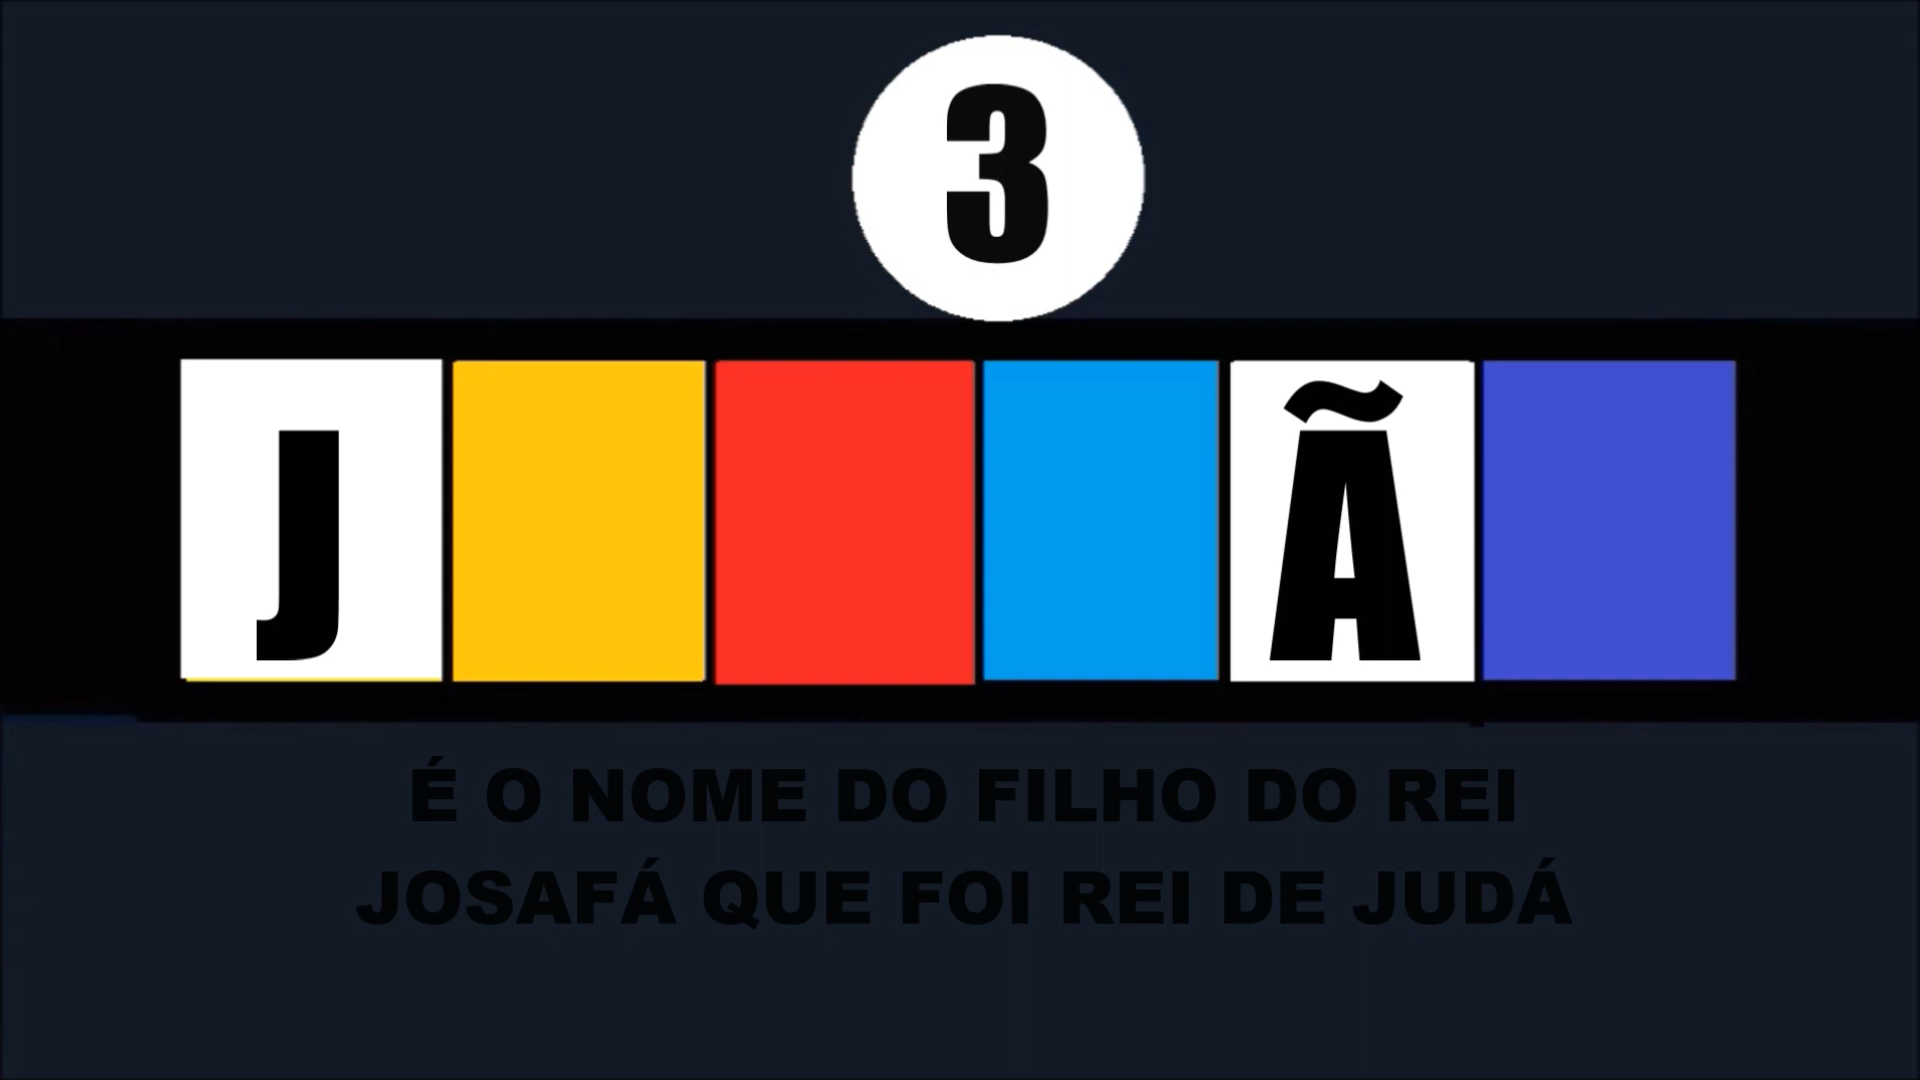 3
J Ã
É O NOME DO FILHO DO REI
JOSAFÁ QUE FOI REI DE JUDÁ